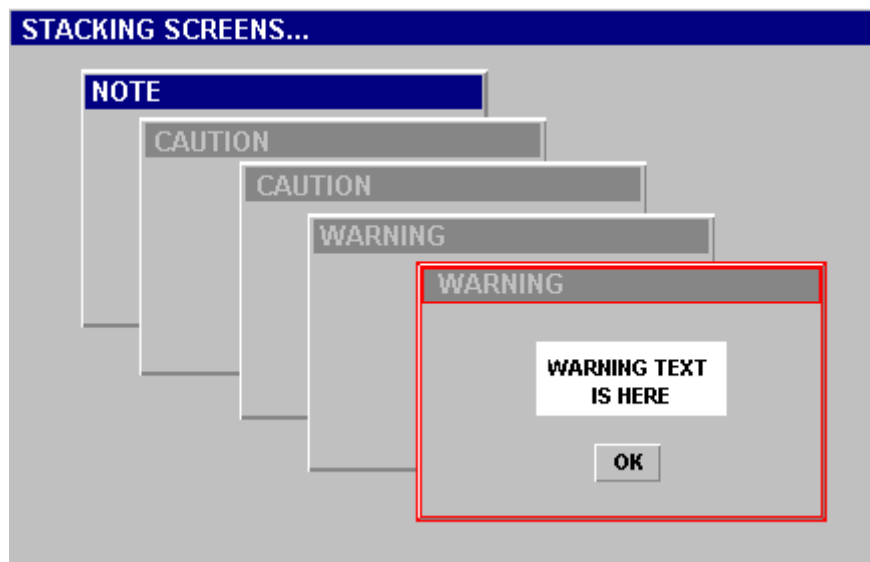 STACKING SCREENS...
NOTE
CAUTION
CAUTION
WARNING
WARNING
WARNING TEXT
IS HERE
OK